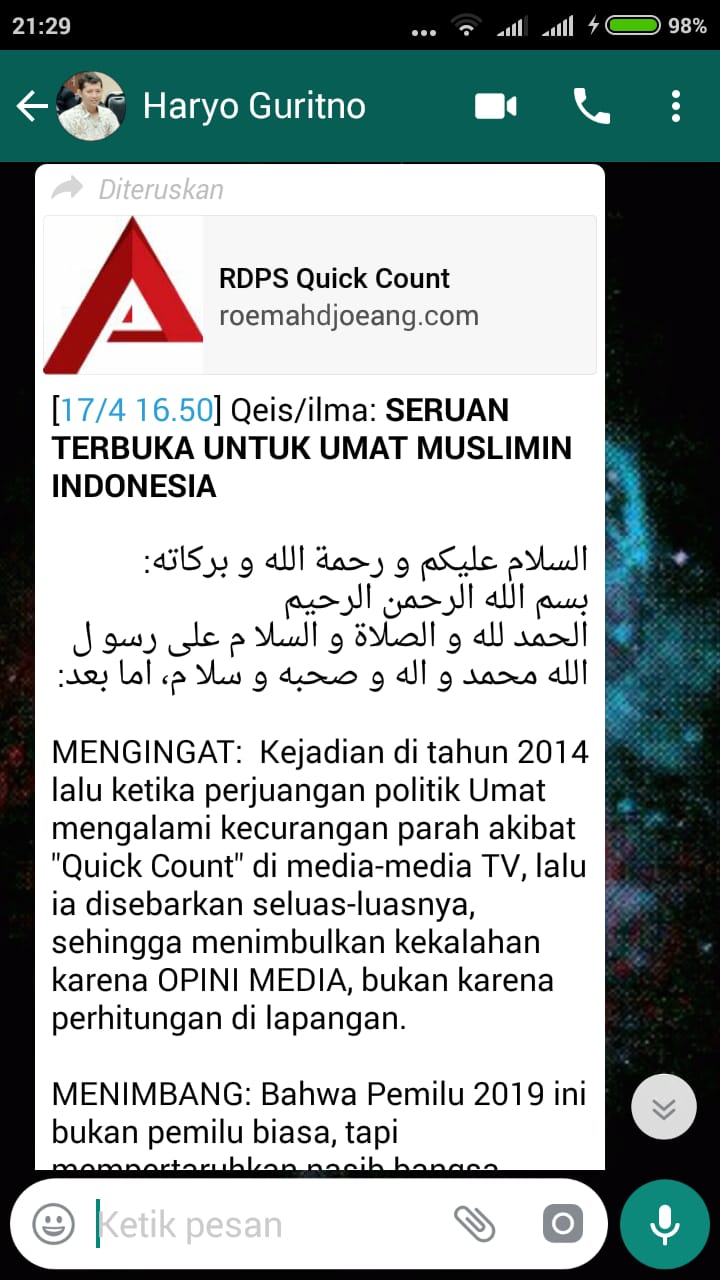 21:29
98%
Haryo Guritno
Diteruskan
RDPS Quick Count
roemahdjoeang.com
[17/4 16.50] Qeis/ilma: SERUAN
TERBUKA UNTUK UMAT MUSLIMIN
INDONESIA
السلام عليكم و رحمة الله و بركاته:
بسم الله الرحمن الرحيم
الحمد لله و الصلاة و السلا م على رسو ل
الله محمد و اله و صحبه و سلا م، اما بعد:
MENGINGAT:  Kejadian di tahun 2014
lalu ketika perjuangan politik Umat
mengalami kecurangan parah akibat
"Quick Count" di media-media TV, lalu
ia disebarkan seluas-luasnya,
sehingga menimbulkan kekalahan
karena OPINI MEDIA, bukan karena
perhitungan di lapangan.
MENIMBANG: Bahwa Pemilu 2019 ini
bukan pemilu biasa, tapi
mempertaruhkan nasib bangsa
Ketik pesan